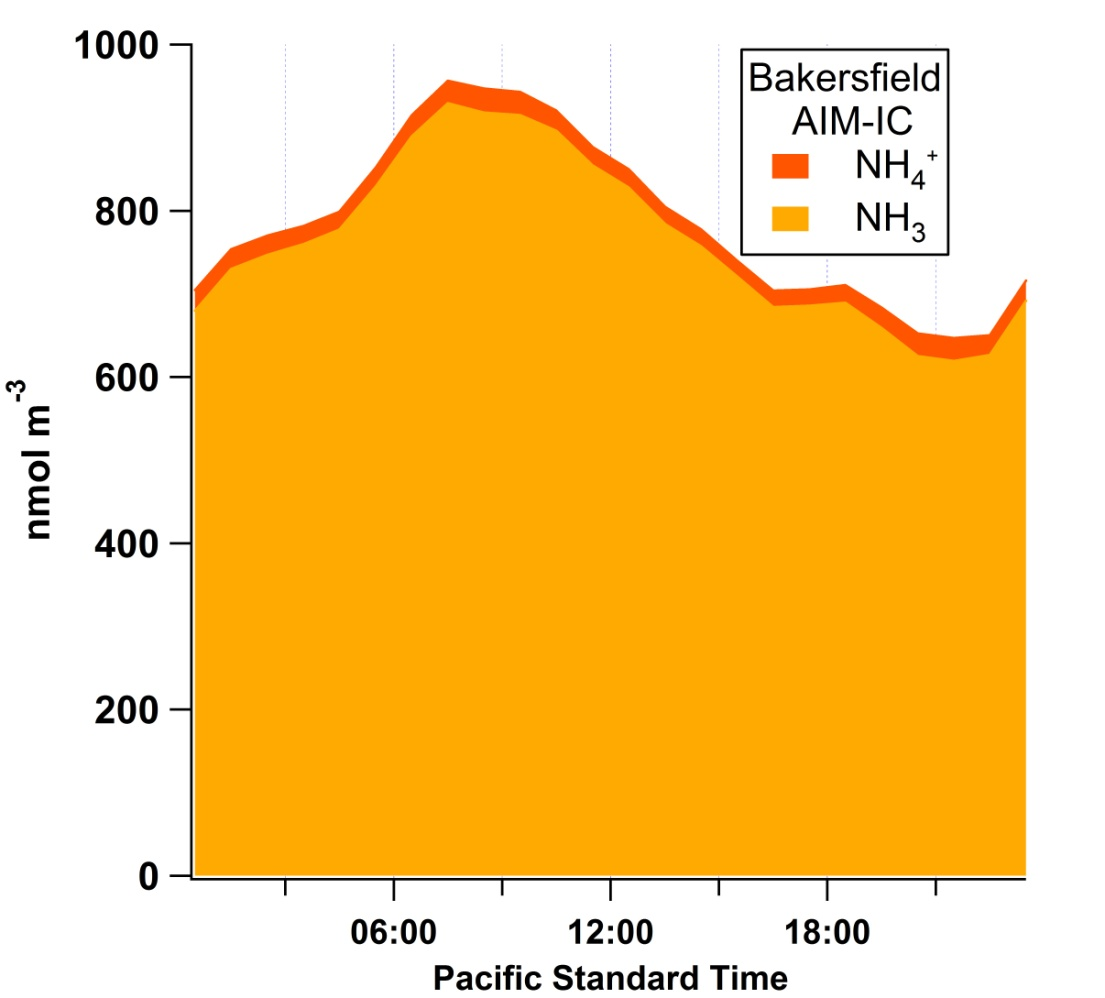 1000
800
600
400
200
0
nmol m⁻³
Bakersfield
AIM-IC
NH₄⁺
NH₃
06:00 12:00 18:00
Pacific Standard Time